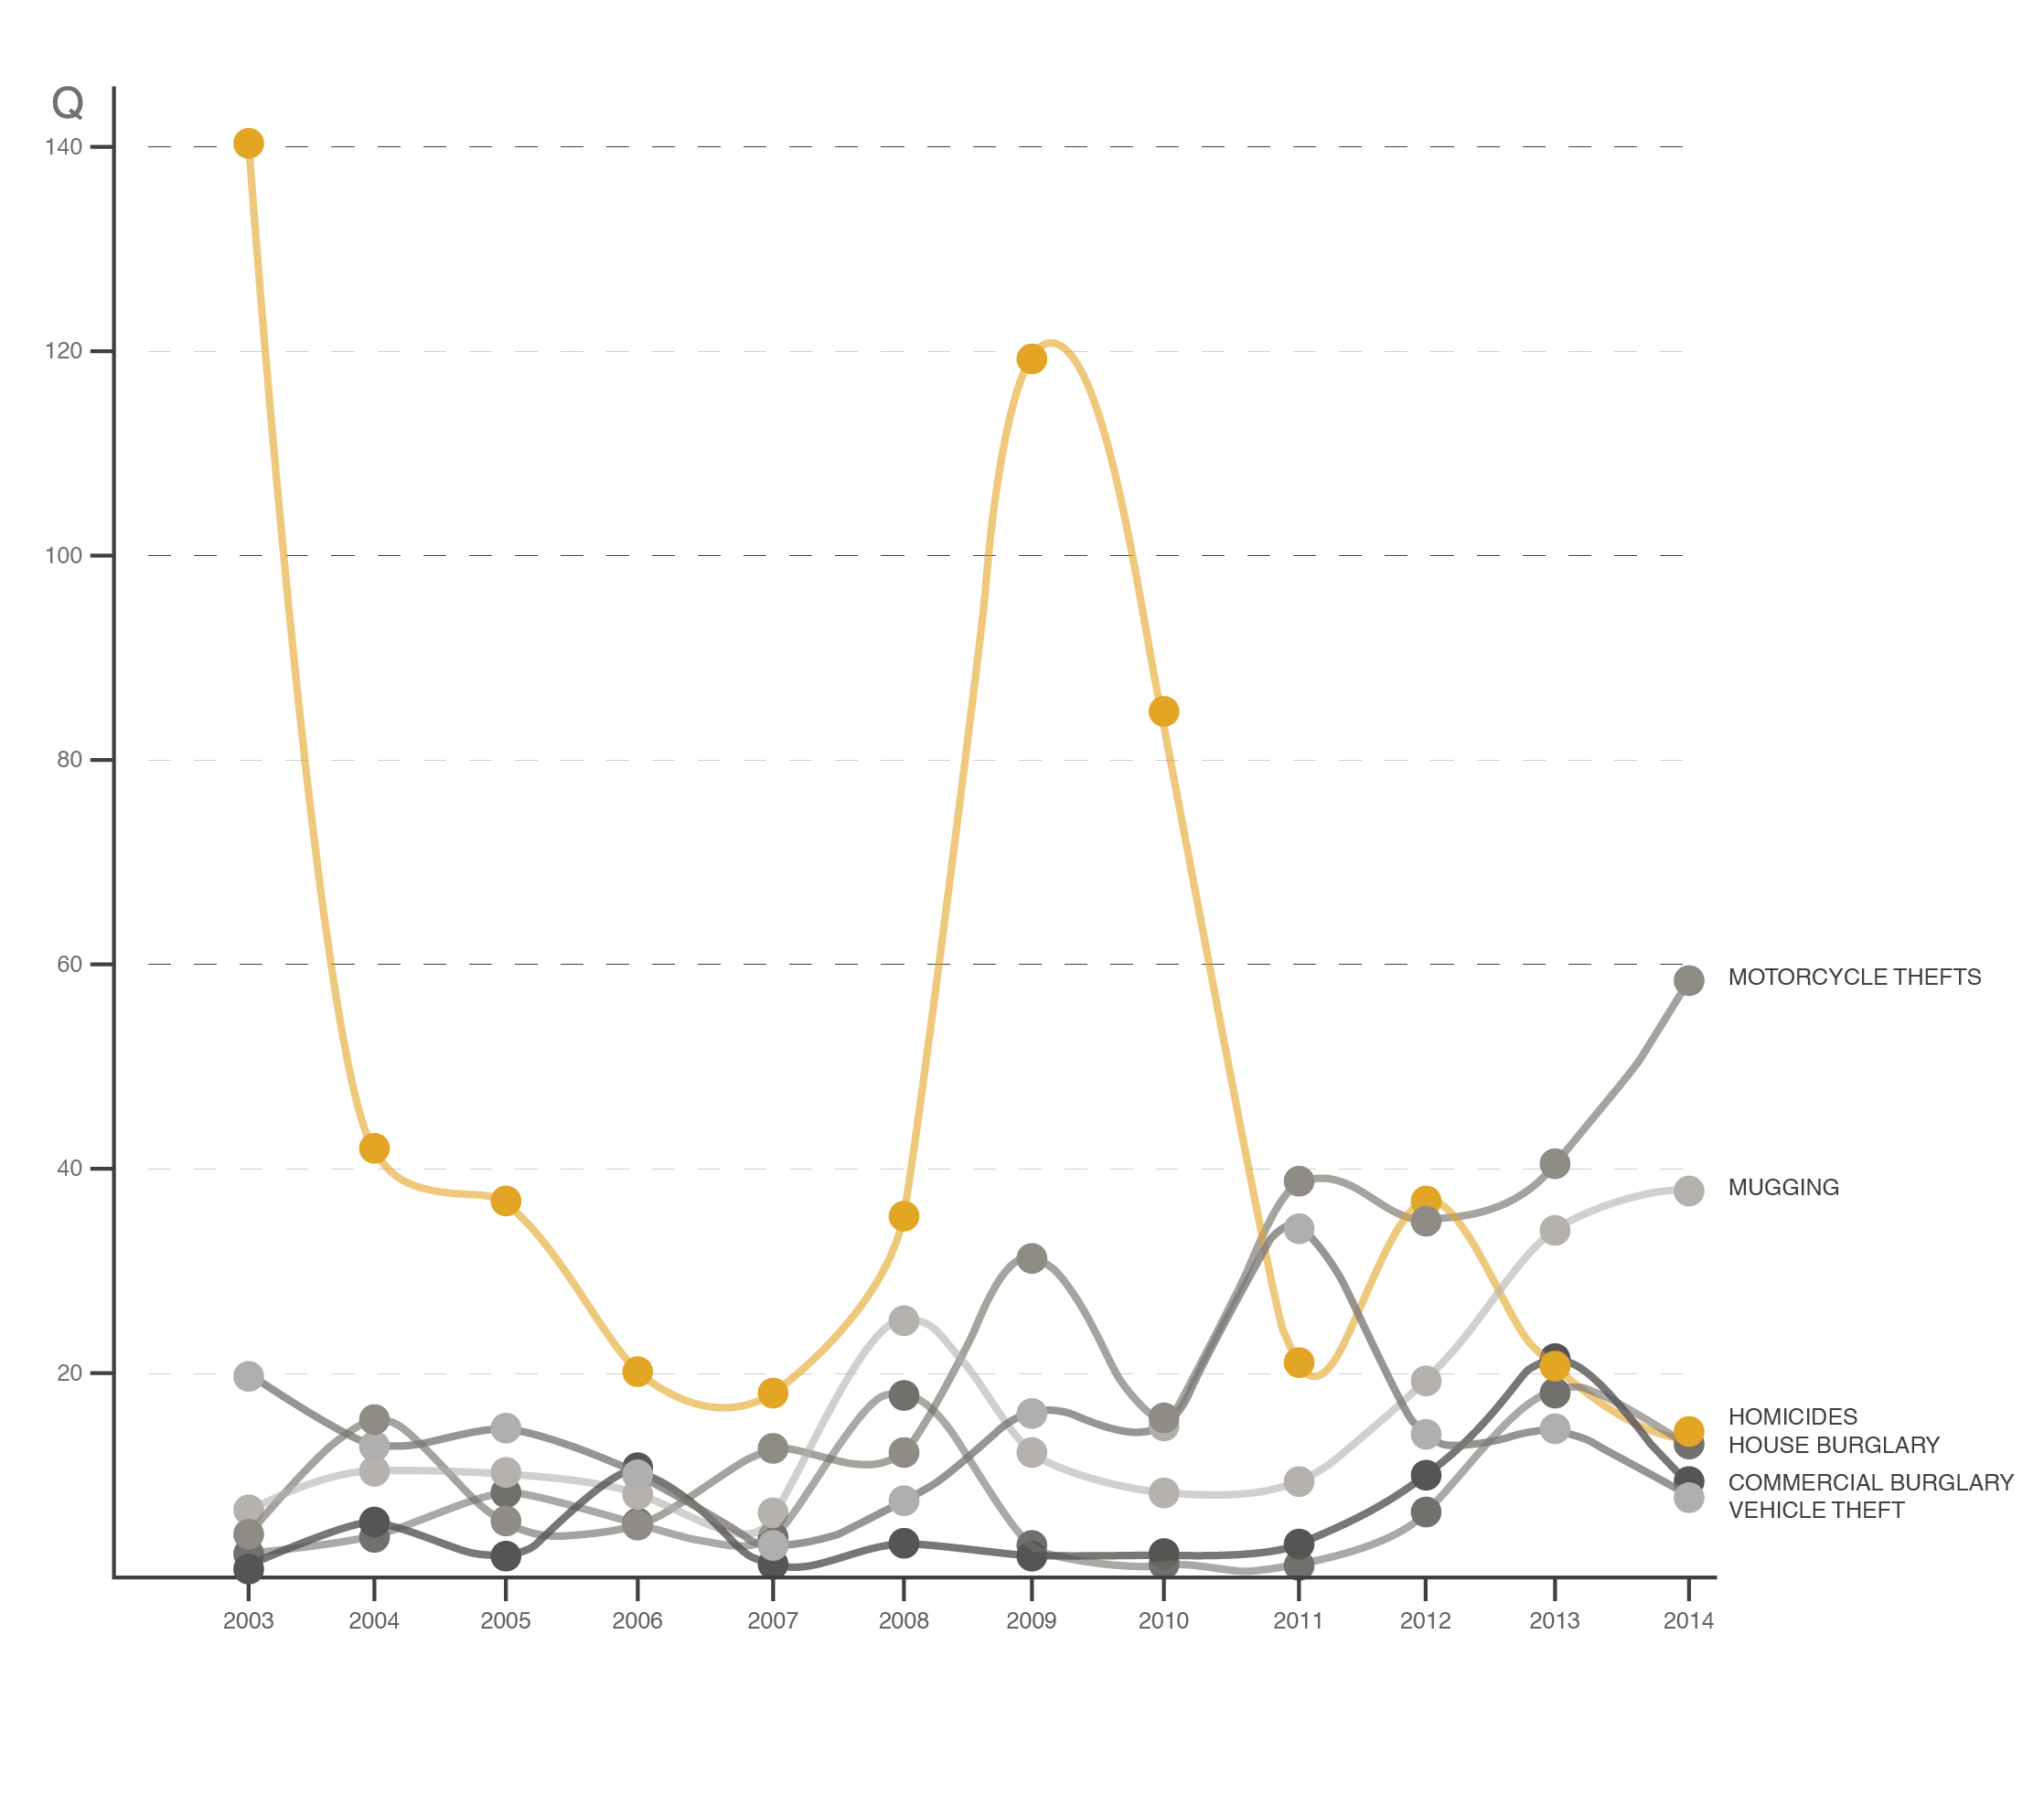 Q
140
120
100
80
60
40
20
MOTORCYCLE THEFTS
MUGGING
HOMICIDES
HOUSE BURGLARY
COMMERCIAL BURGLARY
VEHICLE THEFT
2003 2004 2005 2006 2007 2008 2009 2010 2011 2012 2013 2014